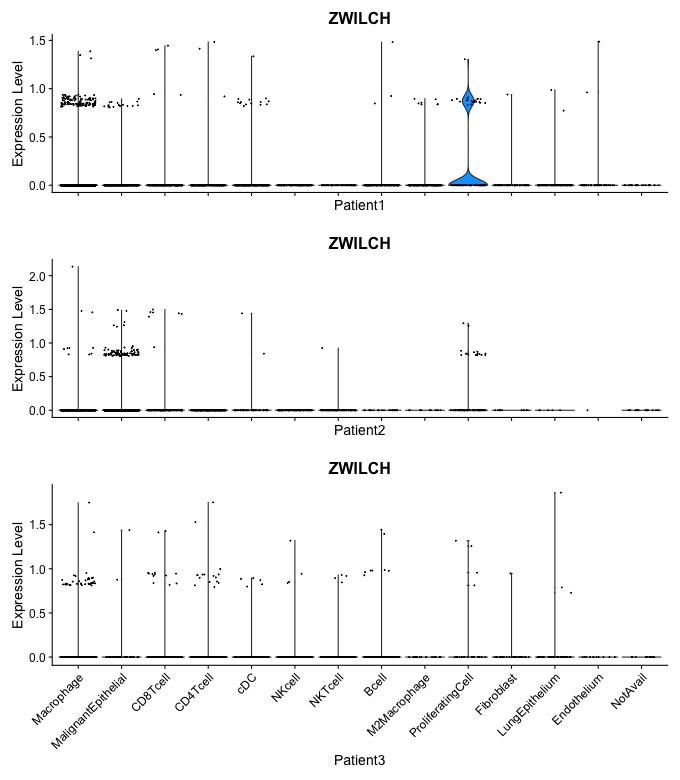 ZWILCH
Expression Level
1.5
1.0
0.5
0.0
Patient1
ZWILCH
Expression Level
2.0
1.5
1.0
0.5
0.0
Patient2
ZWILCH
Expression Level
1.5
1.0
0.5
0.0
Macrophage
MalignantEpithelial
CD8Tcell
CD4Tcell
cDC
NKcell
NKTcell
Bcell
M2Macrophage
ProliferatingCell
Fibroblast
LungEpithelium
Endothelium
NotAvail
Patient3